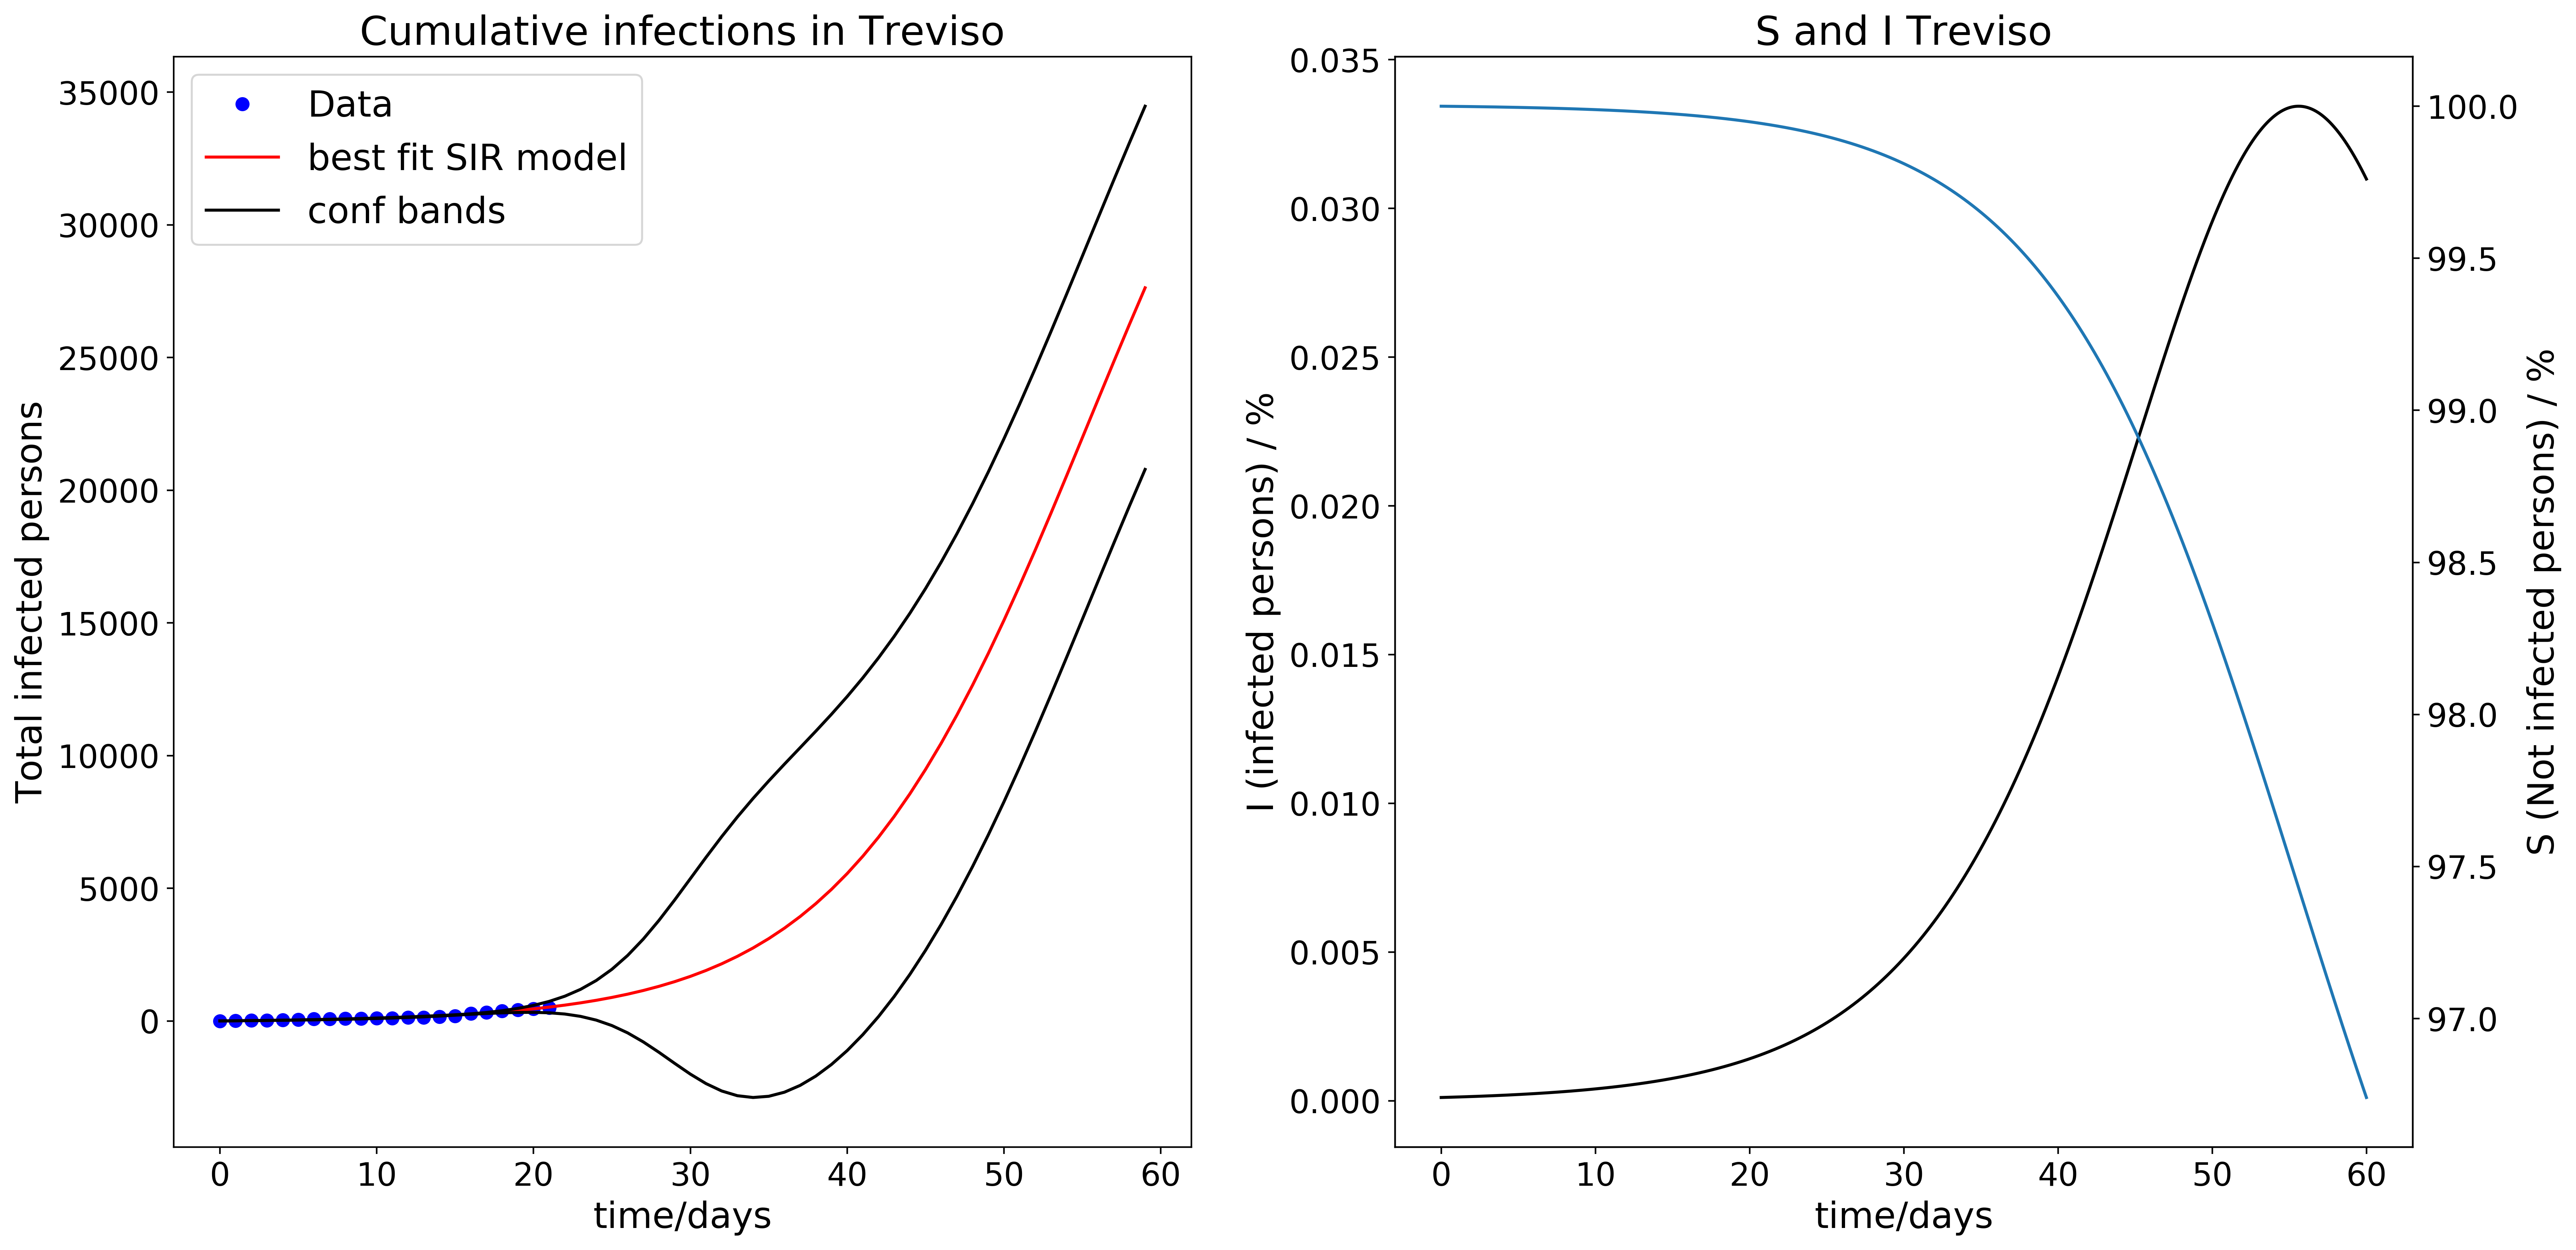 Cumulative infections in Treviso
Data
best fit SIR model
conf bands
35000
30000
25000
20000
15000
10000
5000
0
Total infected persons
0 10 20 30 40 50 60
time/days
S and I Treviso
0.035
0.030
0.025
0.020
0.015
0.010
0.005
0.000
I (infected persons) / %
100.0
99.5
99.0
98.5
98.0
97.5
97.0
S (Not infected persons) / %
0 10 20 30 40 50 60
time/days